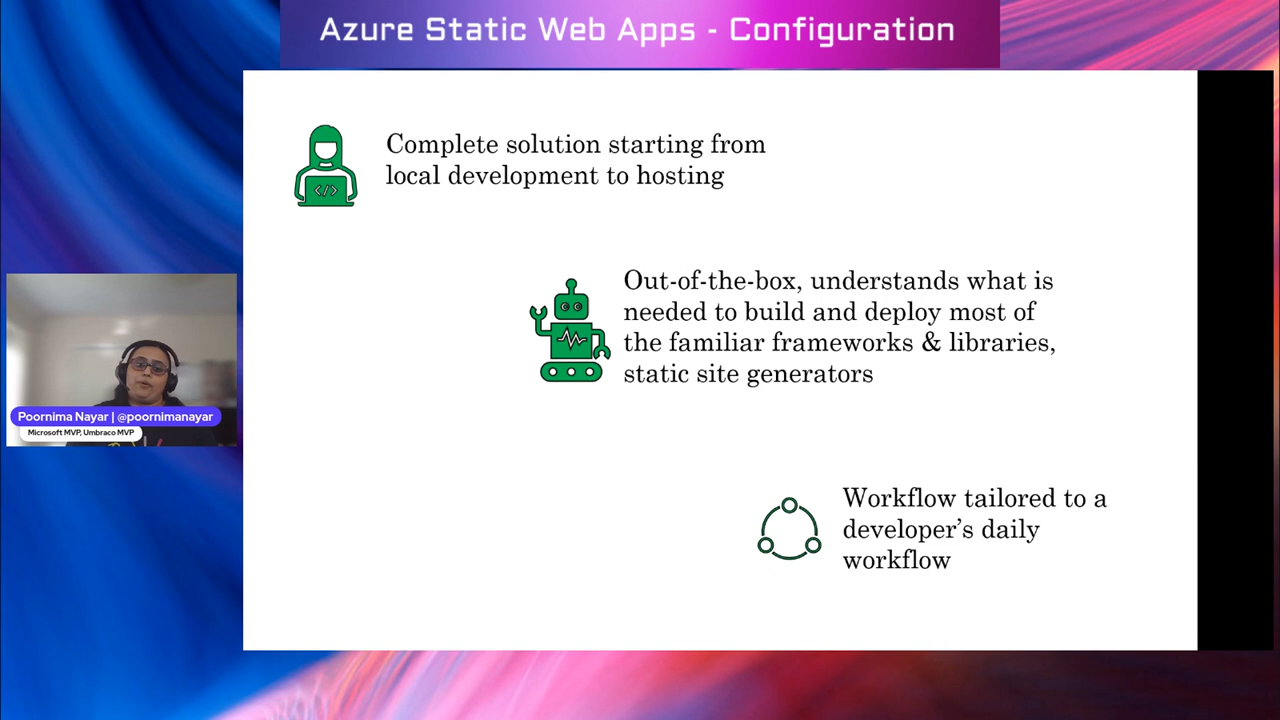 Azure Static Web Apps - Configuration
Complete solution starting from
local development to hosting
</>
Out-of-the-box, understands what is
needed to build and deploy most of
the familiar frameworks & libraries,
static site generators
Poornima Nayar | @poornimanayar
Microsoft MVP, Umbraco MVP
Workflow tailored to a
developer’s daily
workflow